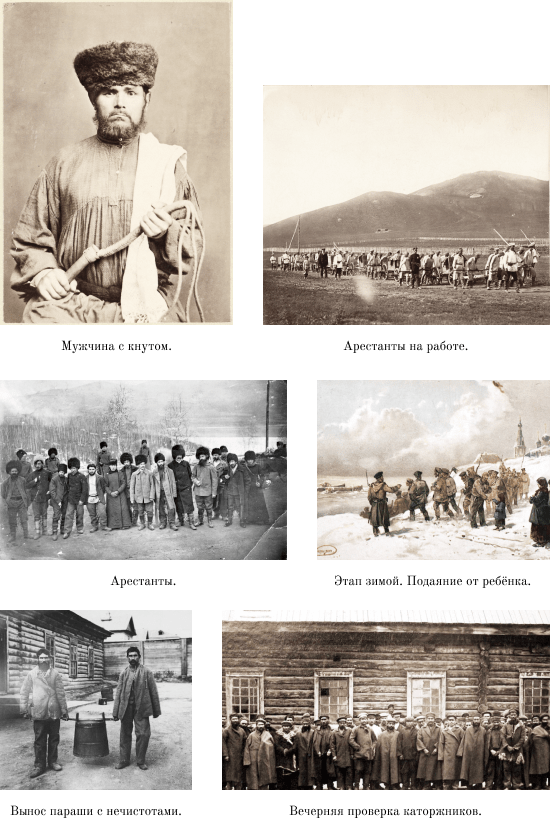 Мужчина с кнутом.
Арестанты на работе.
Арестанты.
Этап зимой. Подаяние от ребёнка.
Вынос параши с нечистотами.
Вечерняя проверка каторжников.